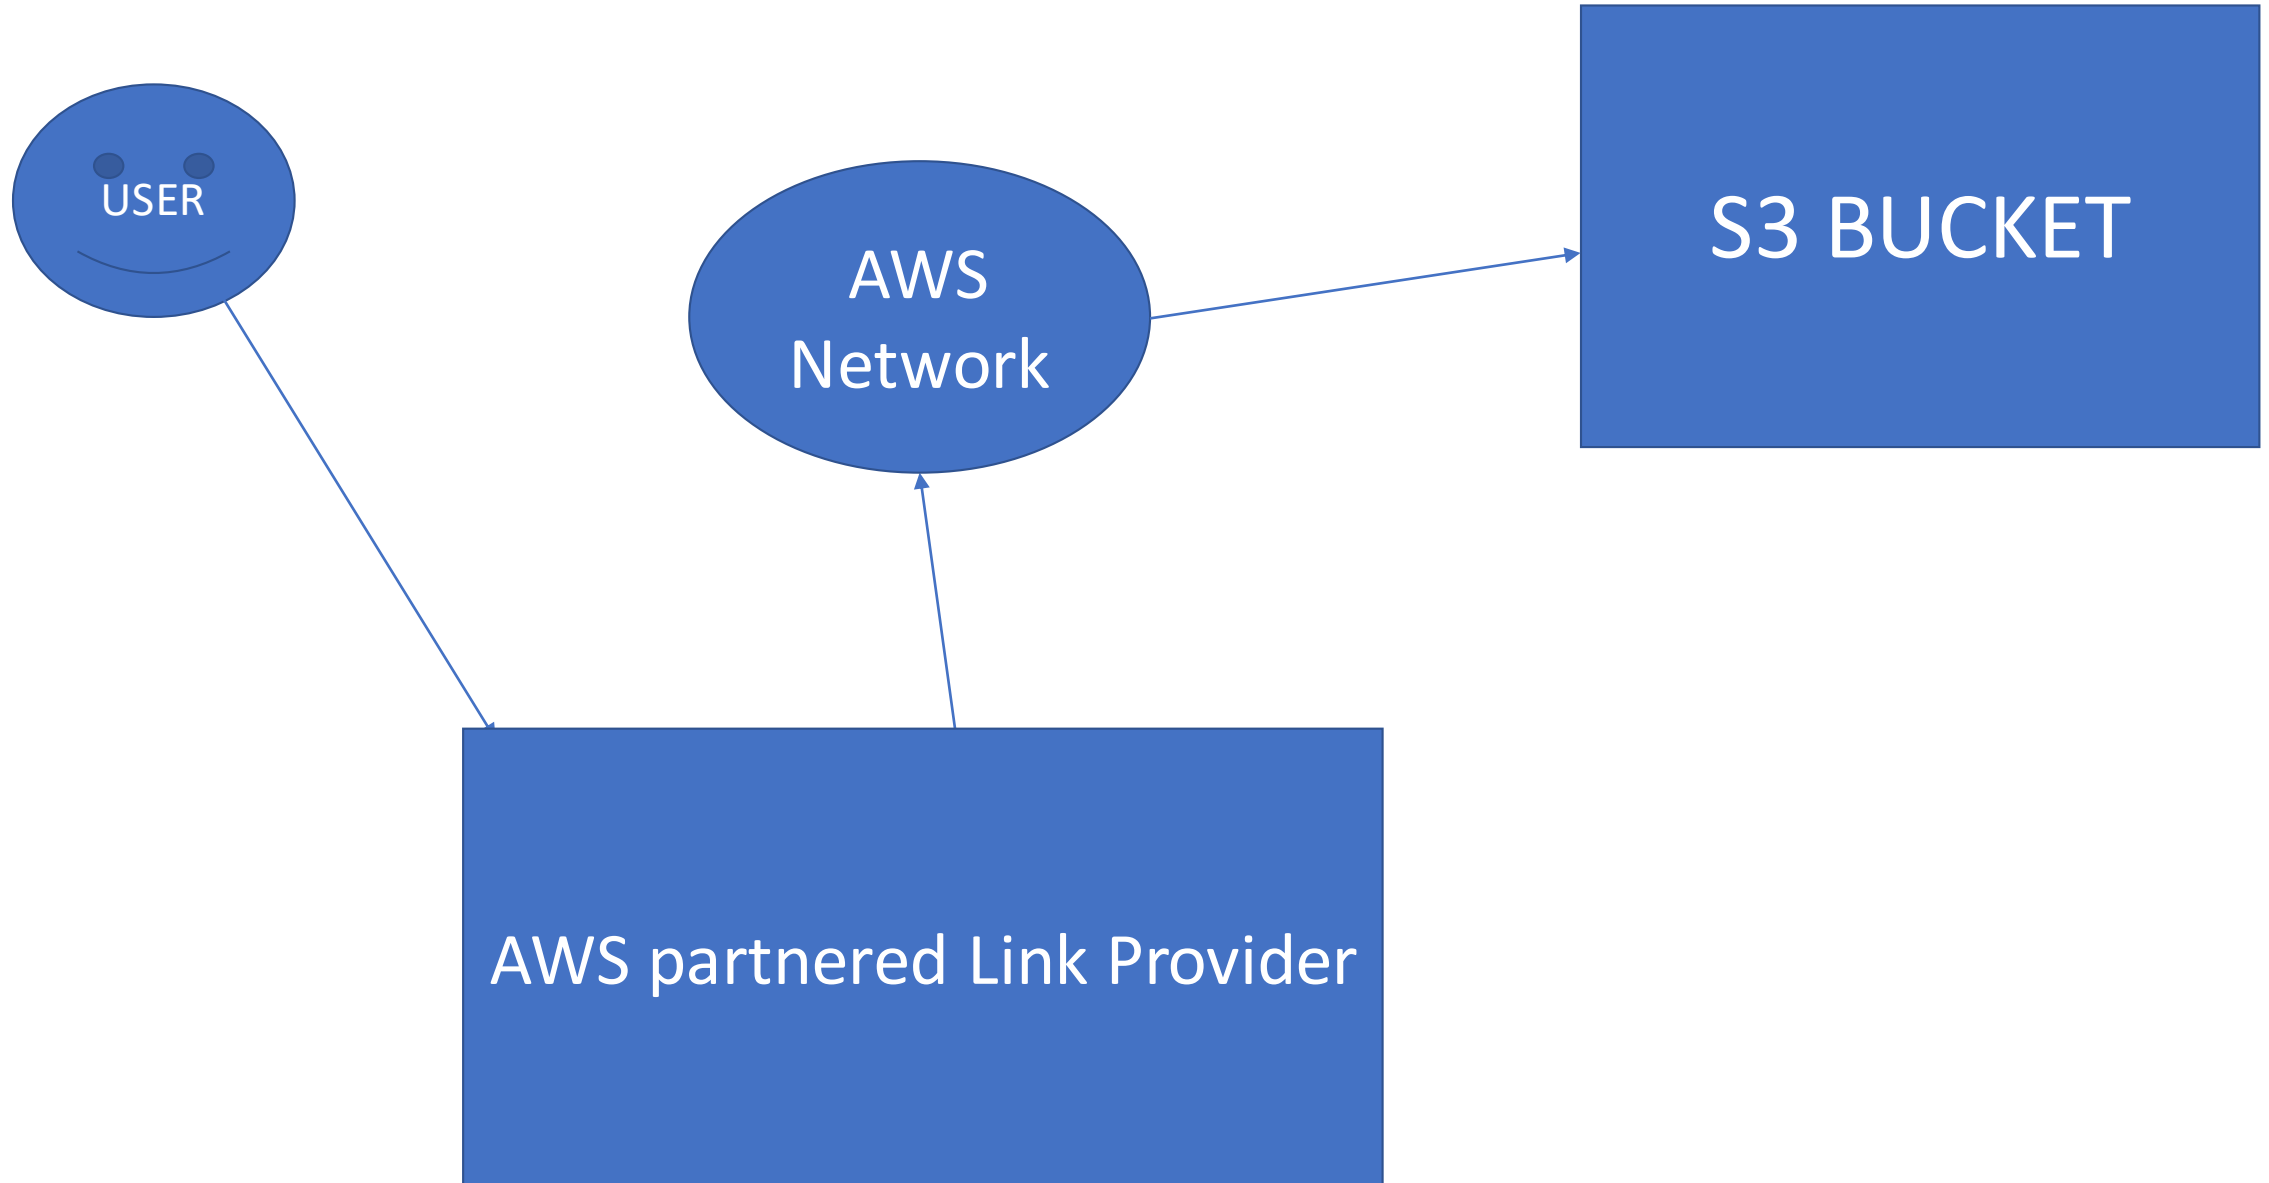 USER
AWS
Network
S3 BUCKET
AWS partnered Link Provider